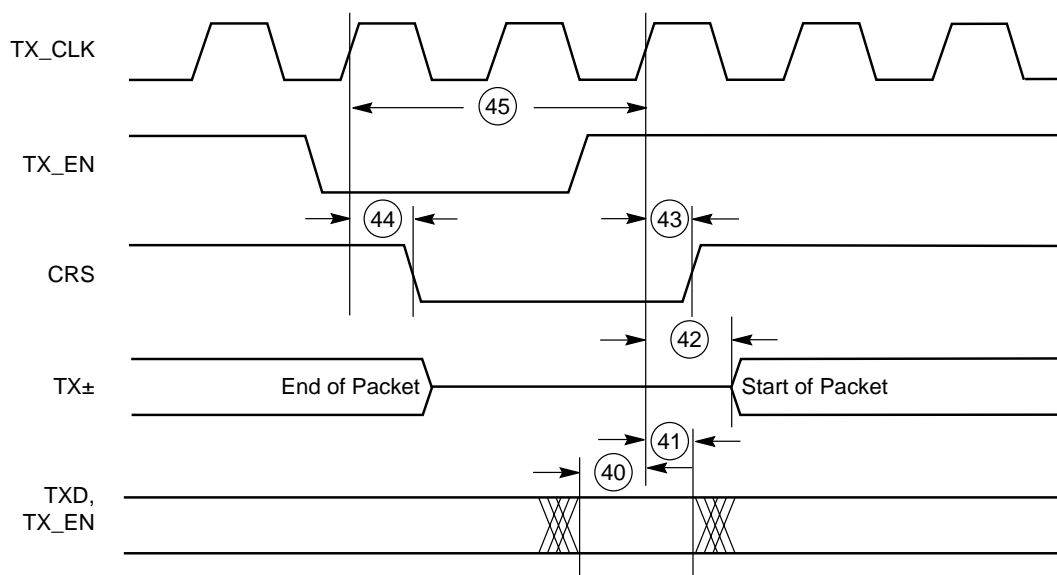 TX_CLK
45
TX_EN
44
43
CRS
42
TX±
End of Packet
Start of Packet
41
40
TXD,
TX_EN